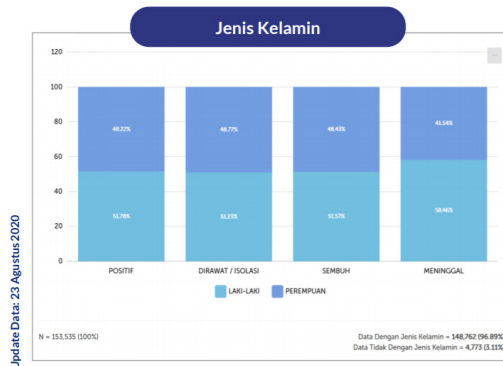 Jenis Kelamin
120
100
80
60
40
20
0
48.22%
48.77%
48.43%
41.54%
51.78%
51.23%
51.57%
58.46%
POSITIF
DIRAWAT / ISOLASI
SEMBUH
MENINGGAL
LAKI-LAKI
PEREMPUAN
N = 153,535 (100%)
Data Dengan Jenis Kelamin = 148,762 (96.89%)
Data Tidak Dengan Jenis Kelamin = 4,773 (3.11%)
Update Data: 23 Agustus 2020